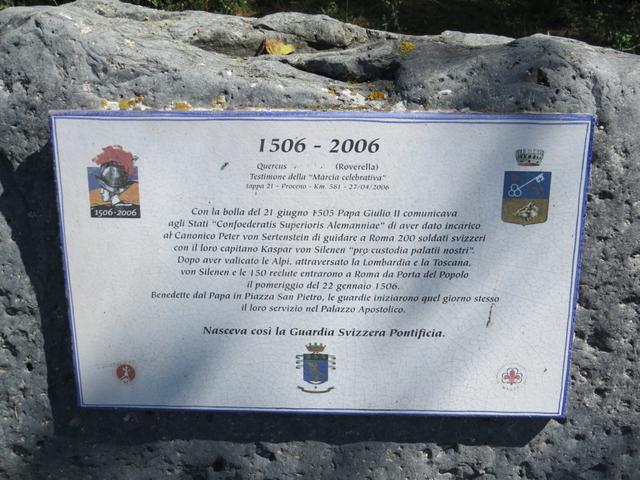 1506 - 2006
Quercus (Roverella)
Testimone della "Marcia celebrativa"
tappa 21 - Proceno - Km. 581 - 27/04/2006
1506-2006
Con la bolla del 21 giugno 1505 Papa Giulio II comunicava
agli Stati "Confoederatis Superioris Alemanniae" di aver dato incarico
al Canonico Peter von Sertenstein di guidare a Roma 200 soldati svizzeri
con il loro capitano Kaspar von Silenen "pro custodia palatii nostri".
Dopo aver valicato le Alpi, attraversato la Lombardia e la Toscana,
von Silenen e le 150 reclute entrarono a Roma da Porta del Popolo
il pomeriggio del 22 gennaio 1506.
Benedette dal Papa in Piazza San Pietro, le guardie iniziarono quel giorno stesso
il loro servizio nel Palazzo Apostolico.
Nasceva così la Guardia Svizzera Pontificia.